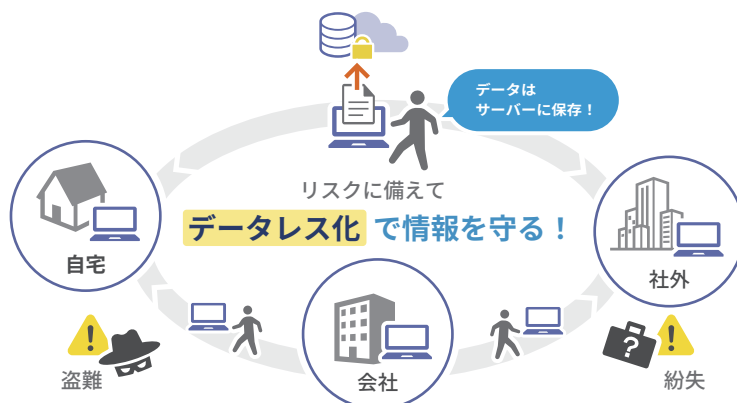 データは
サーバーに保存！
リスクに備えて
データレス化 で情報を守る！
自宅
社外
会社
盗難
?
紛失